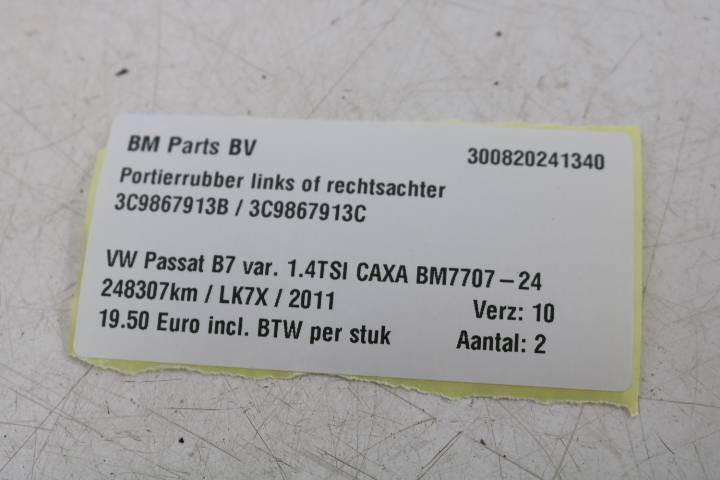 BM Parts BV 300820241340
Portierrubber links of rechtsachter
3C9867913B / 3C9867913C
VW Passat B7 var. 1.4TSI CAXA BM7707-24
248307km / LK7X / 2011 Verz: 10
19.50 Euro incl. BTW per stuk Aantal: 2